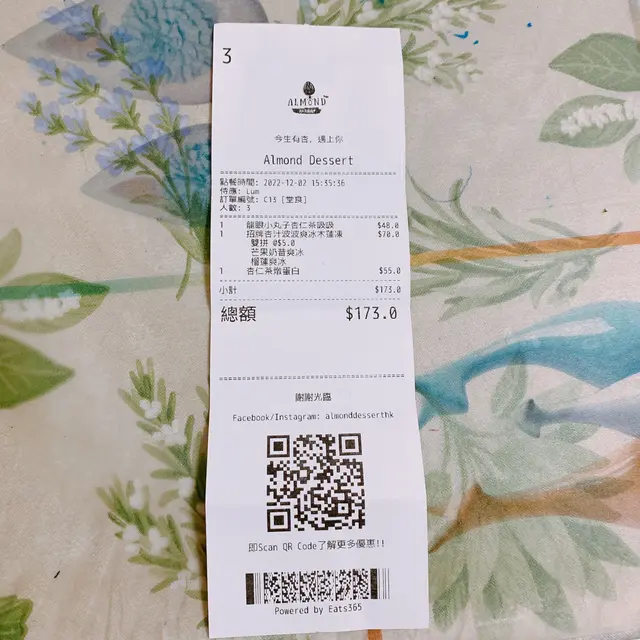 3
ALMOND
今生有杏，遇上你
Almond Dessert
點餐時間: 2022-12-02 15:35:36
侍應: Lum
訂單編號: C13 [堂食]
人數: 3
1 龍眼小丸子杏仁茶吸吸 $48.0
1 招牌杏汁波波爽冰木蓮凍 $70.0
雙拼 @$5.0
芒果奶昔爽冰
榴蓮爽冰
1 杏仁茶燉蛋白 $55.0
小計 $173.0
總額 $173.0
謝謝光臨
Facebook/Instagram: almonddesserthk
即Scan QR Code了解更多優惠!!
Powered by Eats365